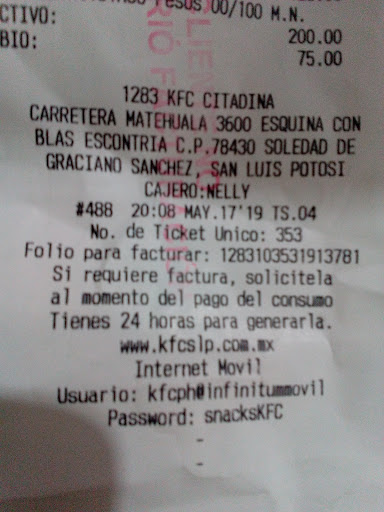 Pesos 00/100 M.N.
CTIVO: 200.00
BIO: 75.00
1283 KFC CITADINA
CARRETERA MATEHUALA 3600 ESQUINA CON
BLAS ESCONTRIA C.P.78430 SOLEDAD DE
GRACIANO SANCHEZ, SAN LUIS POTOSI
CAJERO:NELLY
#488 20:08 MAY.17'19 TS.04
No. de Ticket Unico: 353
Folio para facturar: 1283103531913781
Si requiere factura, solicitela
al momento del pago del consumo
Tienes 24 horas para generarla.
www.kfcslp.com.mx
Internet Movil
Usuario: kfcph@infinitummovil
Password: snacksKFC
-
-